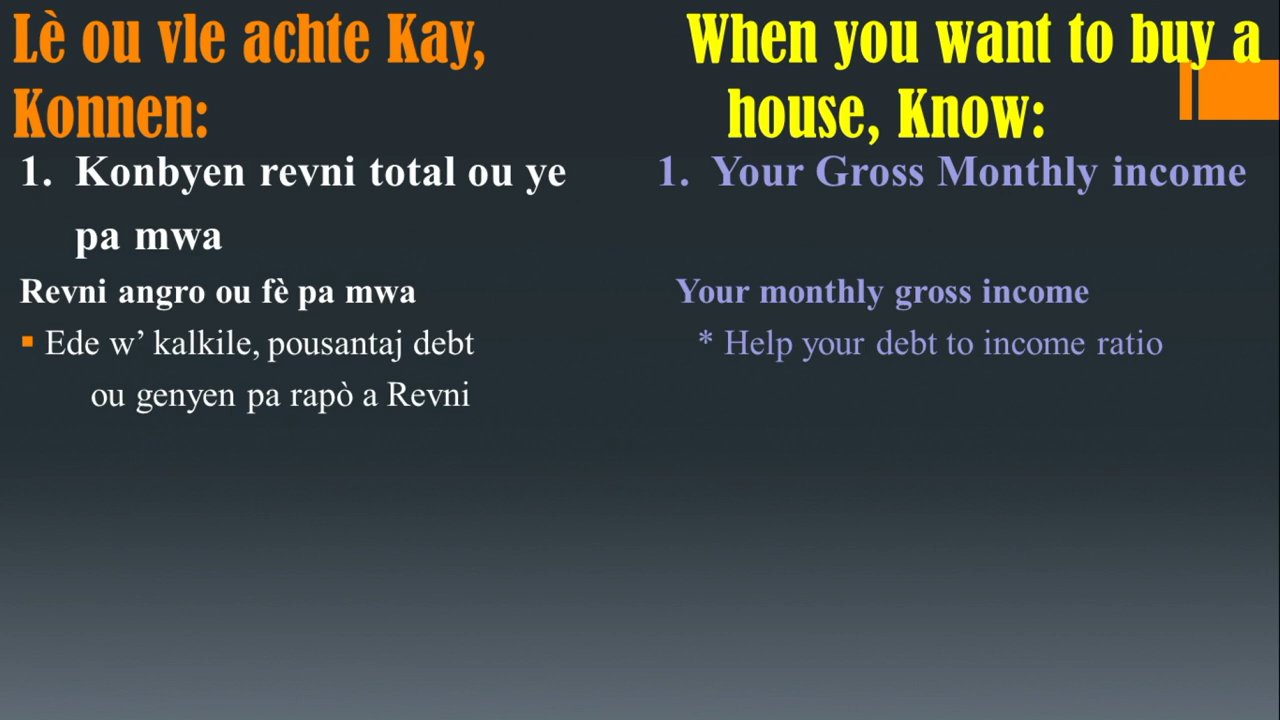 Lè ou vle achte Kay,
Konnen:
1. Konbyen revni total ou ye
pa mwa
Revni angro ou fè pa mwa
▪ Ede w’ kalkile, pousantaj debt
ou genyen pa rapò a Revni
When you want to buy a
house, Know:
1. Your Gross Monthly income
Your monthly gross income
* Help your debt to income ratio